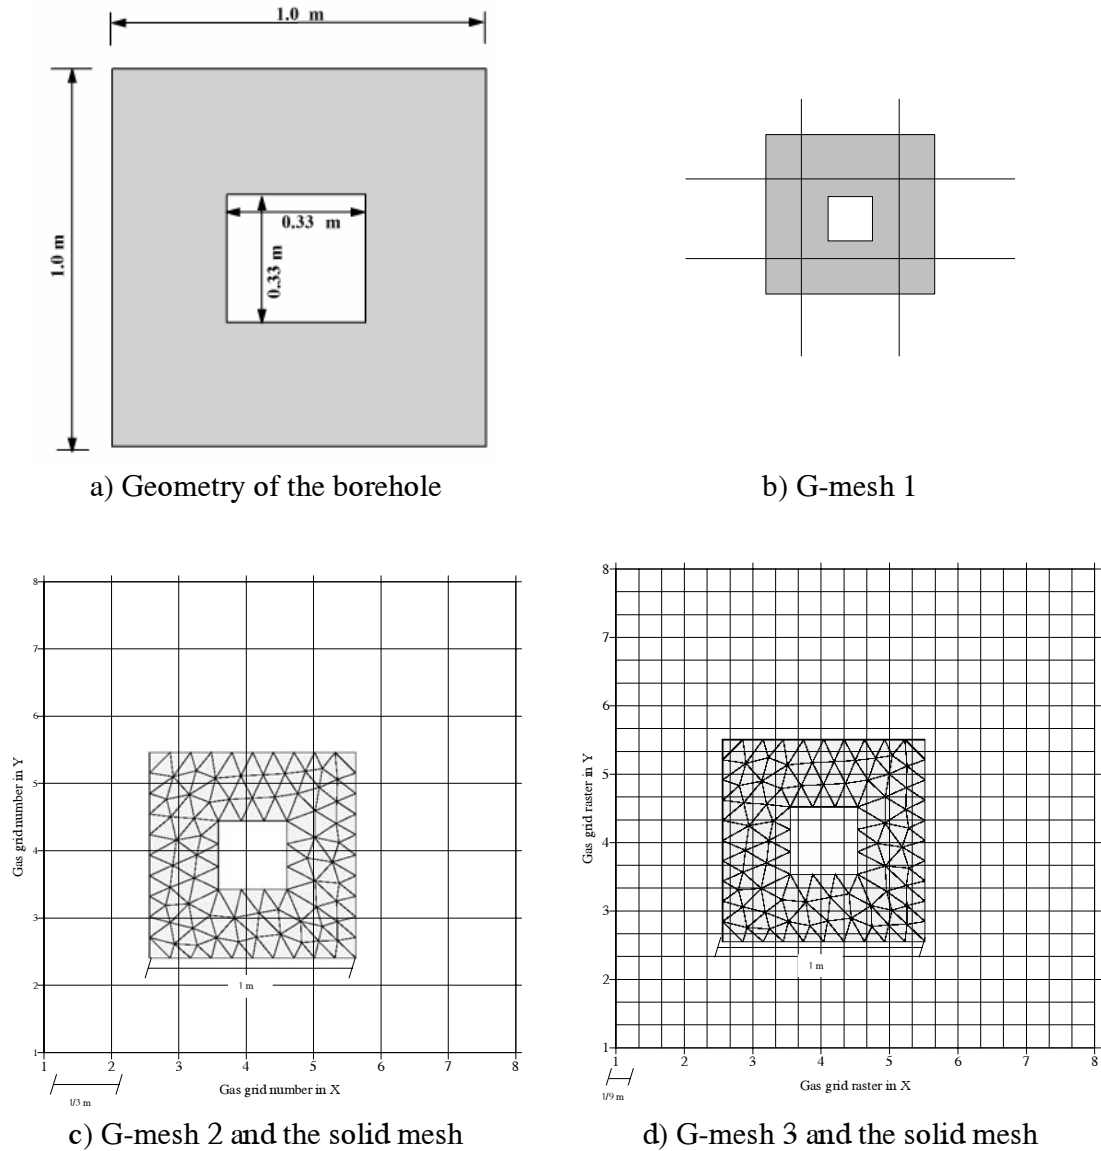 1.0 m
1.0 m
0.33 m
0.33 m
a) Geometry of the borehole
b) G-mesh 1
8
7
6
5
4
3
2
1
Gas grid number in Y
1 m
1 2 3 4 5 6 7 8
Gas grid number in X
1/3 m
c) G-mesh 2 and the solid mesh
8
7
6
5
4
3
2
1
Gas grid raster in Y
1 m
1 2 3 4 5 6 7 8
Gas grid raster in X
1/9 m
d) G-mesh 3 and the solid mesh